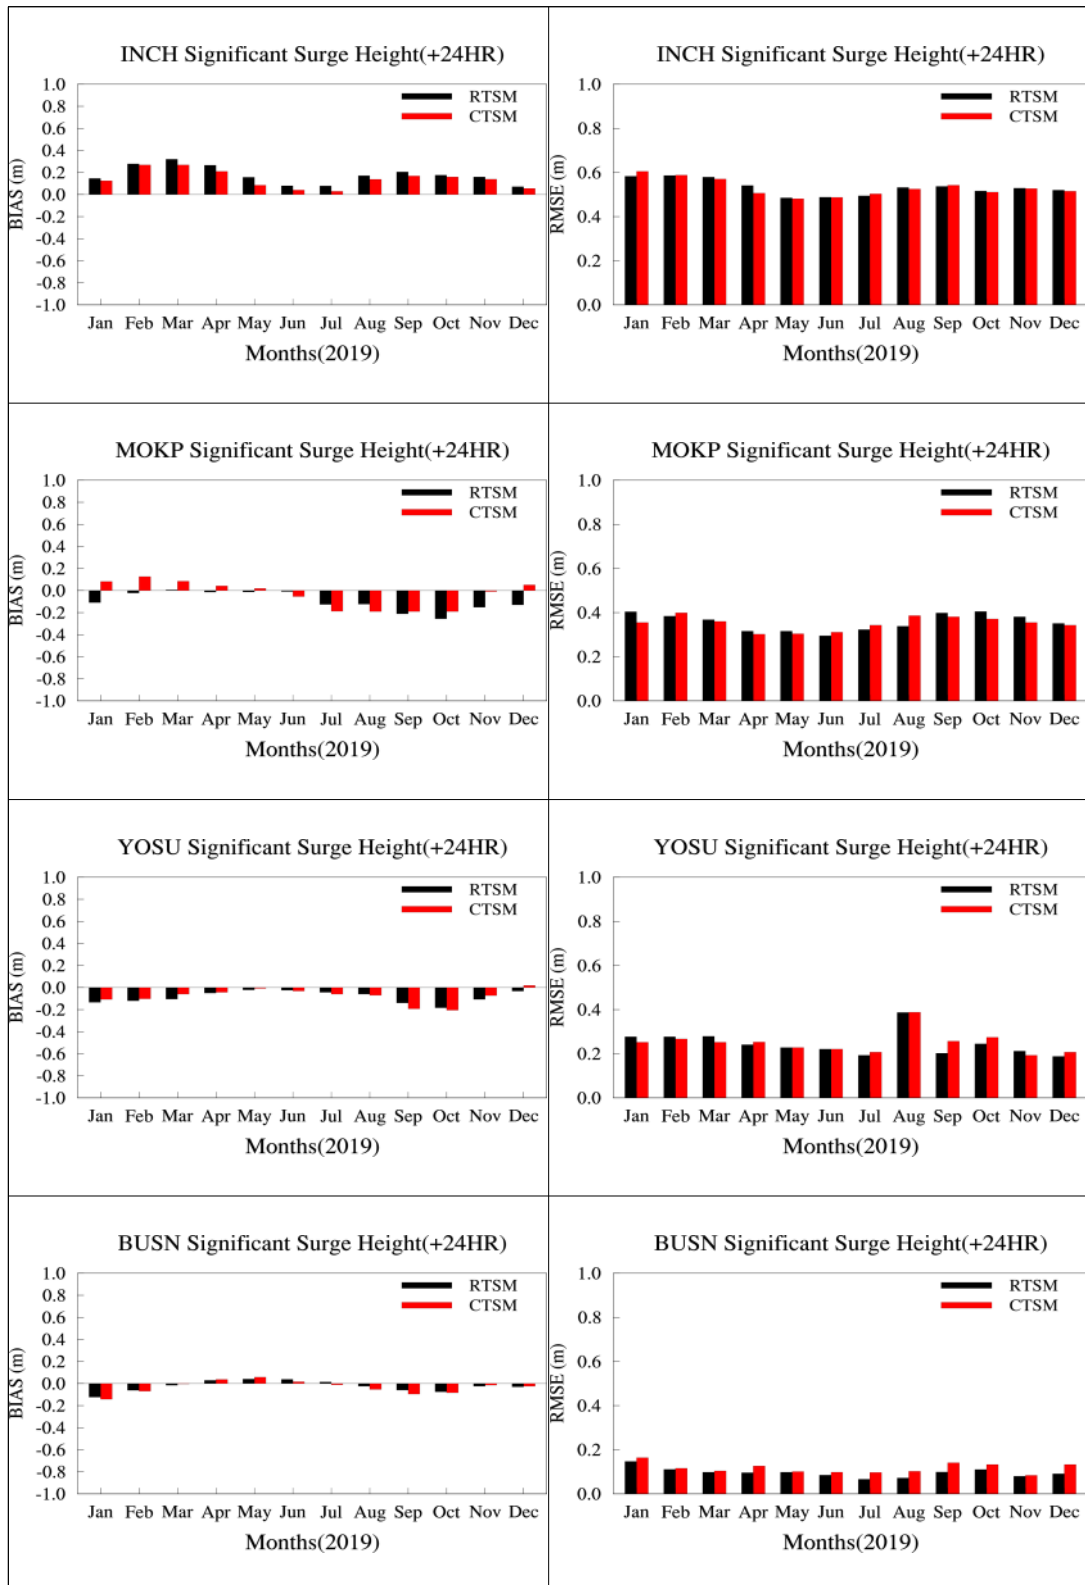 INCH Significant Surge Height(+24HR)
1.0
0.8
0.6
0.4
0.2
0.0
-0.2
-0.4
-0.6
-0.8
-1.0
BIAS (m)
RTSM
CTSM
Jan Feb Mar Apr May Jun Jul Aug Sep Oct Nov Dec
Months(2019)
INCH Significant Surge Height(+24HR)
1.0
0.8
0.6
0.4
0.2
0.0
RMSE (m)
RTSM
CTSM
Jan Feb Mar Apr May Jun Jul Aug Sep Oct Nov Dec
Months(2019)
MOKP Significant Surge Height(+24HR)
1.0
0.8
0.6
0.4
0.2
0.0
-0.2
-0.4
-0.6
-0.8
-1.0
BIAS (m)
RTSM
CTSM
Jan Feb Mar Apr May Jun Jul Aug Sep Oct Nov Dec
Months(2019)
MOKP Significant Surge Height(+24HR)
1.0
0.8
0.6
0.4
0.2
0.0
RMSE (m)
RTSM
CTSM
Jan Feb Mar Apr May Jun Jul Aug Sep Oct Nov Dec
Months(2019)
YOSU Significant Surge Height(+24HR)
1.0
0.8
0.6
0.4
0.2
0.0
-0.2
-0.4
-0.6
-0.8
-1.0
BIAS (m)
RTSM
CTSM
Jan Feb Mar Apr May Jun Jul Aug Sep Oct Nov Dec
Months(2019)
YOSU Significant Surge Height(+24HR)
1.0
0.8
0.6
0.4
0.2
0.0
RMSE (m)
RTSM
CTSM
Jan Feb Mar Apr May Jun Jul Aug Sep Oct Nov Dec
Months(2019)
BUSN Significant Surge Height(+24HR)
1.0
0.8
0.6
0.4
0.2
0.0
-0.2
-0.4
-0.6
-0.8
-1.0
BIAS (m)
RTSM
CTSM
Jan Feb Mar Apr May Jun Jul Aug Sep Oct Nov Dec
Months(2019)
BUSN Significant Surge Height(+24HR)
1.0
0.8
0.6
0.4
0.2
0.0
RMSE (m)
RTSM
CTSM
Jan Feb Mar Apr May Jun Jul Aug Sep Oct Nov Dec
Months(2019)